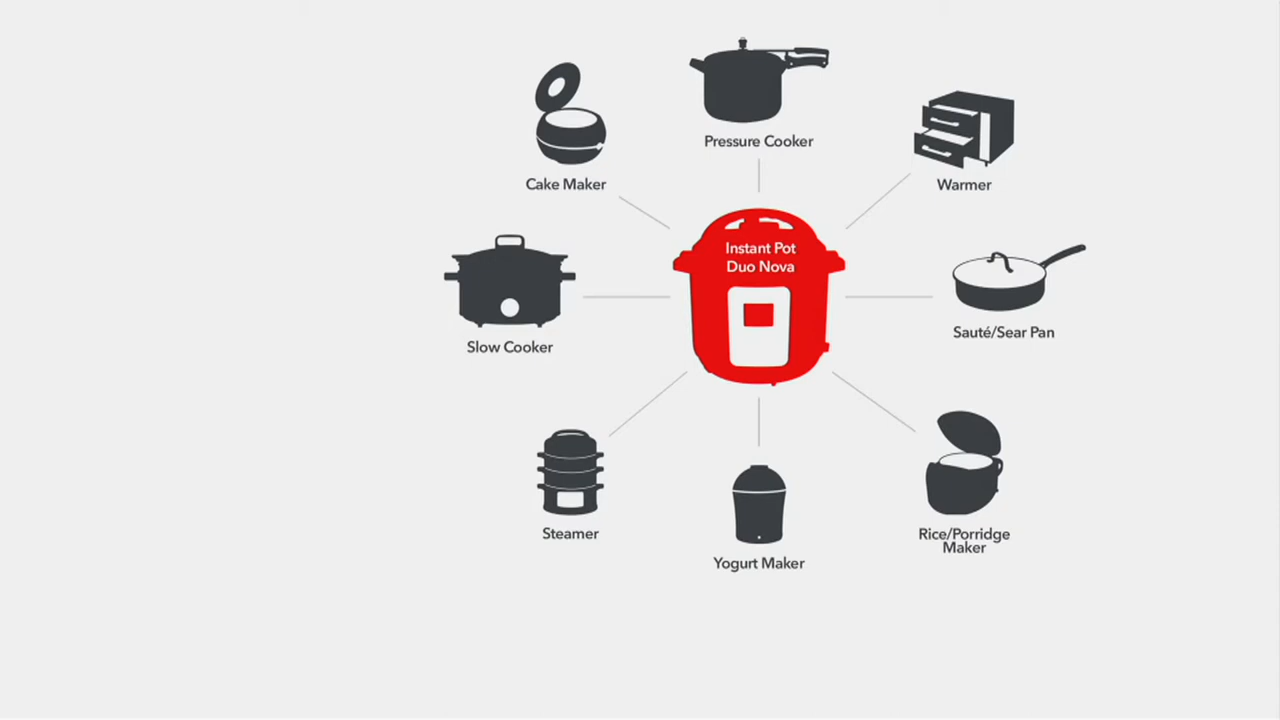 Pressure Cooker
Cake Maker
Warmer
Instant Pot
Duo Nova
Sauté/Sear Pan
Slow Cooker
Steamer
Rice/Porridge
Maker
Yogurt Maker